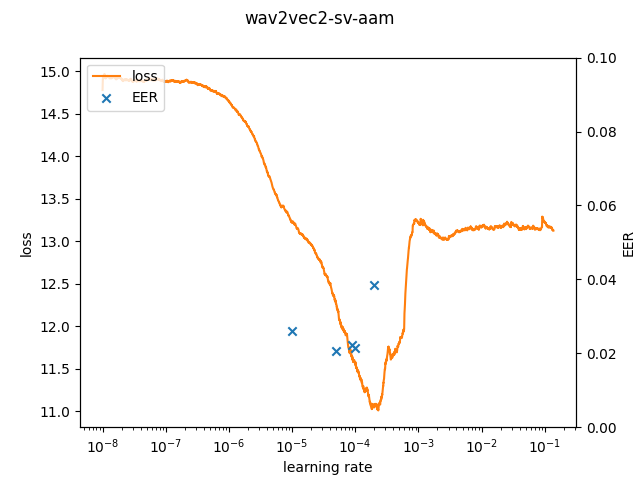 wav2vec2-sv-aam
loss
EER
15.0
14.5
14.0
13.5
13.0
12.5
12.0
11.5
11.0
loss
0.10
0.08
0.06
0.04
0.02
0.00
EER
10⁻⁸ 10⁻⁷ 10⁻⁶ 10⁻⁵ 10⁻⁴ 10⁻³ 10⁻² 10⁻¹
learning rate